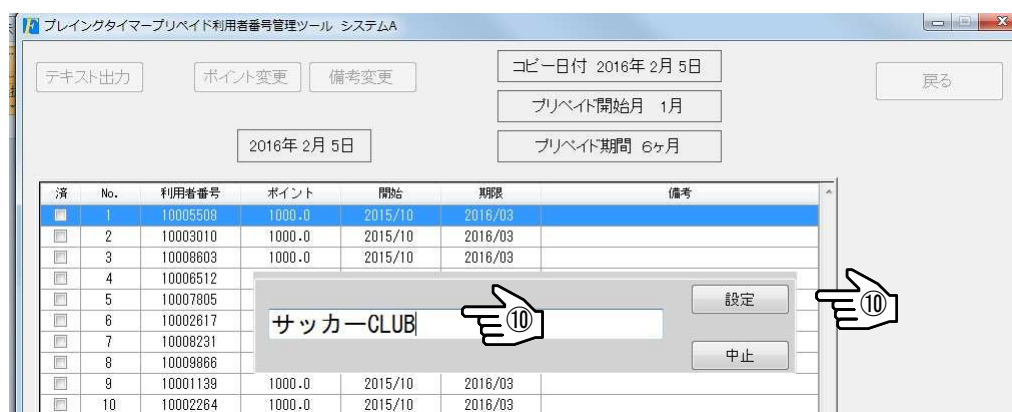 プレイングタイマープリペイド利用者番号管理ツール システムA
テキスト出力 ポイント変更 備考変更 コピー日付 2016年 2月 5日 戻る
プリペイド開始月 1月
2016年 2月 5日 プリペイド期間 6ヶ月
済 No. 利用者番号 ポイント 開始 期限 備考
1 10005508 1000.0 2015/10 2016/03
2 10003010 1000.0 2015/10 2016/03
3 10008603 1000.0 2015/10 2016/03
4 10006512
5 10007805 設定 ⑩
6 10002617 サッカーCLUB ⑩
7 10008231
8 10009866 中止
9 10001139 1000.0 2015/10 2016/03
10 10002264 1000.0 2015/10 2016/03